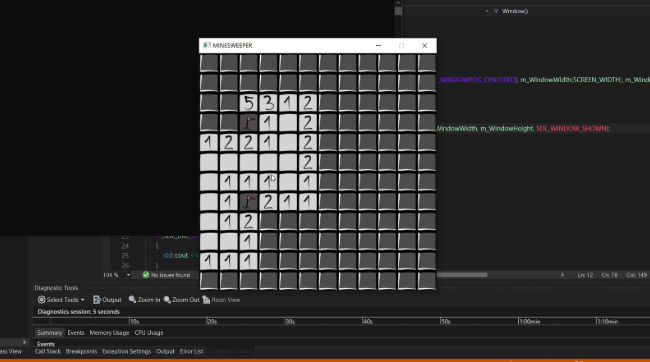 Window()
MINESWEEPER
WPOS_CENTERED), m_WindowWidth(SCREEN_WIDTH), m_Win
5 3 1 2
1 2
1 2 2 1 2
WindowWidth, m_WindowHeight, SDL_WINDOW_SHOWN);
2
1 1 1 1
1 2 1 1
1 2
1
1 1 1
24
25 std::cout <<
26 }
104 % No issues found Ln: 12 Ch: 78 Col: 149
Diagnostic Tools
Select Tools Output Zoom In Zoom Out Reset View
Diagnostics session: 5 seconds
10s 20s 30s 40s 50s 1:00min 1:10min
Summary Events Memory Usage CPU Usage
Events
ass View Call Stack Breakpoints Exception Settings Output Error List